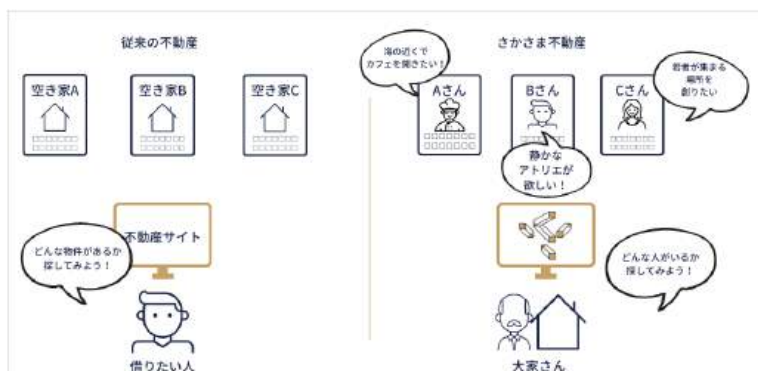 従来の不動産
空き家A
空き家B
空き家C
不動産サイト
どんな物件があるか
探してみよう！
借りたい人
さかさま不動産
海の近くで
カフェを開きたい！
Aさん
Bさん
Cさん
若者が集まる
場所を
創りたい
静かな
アトリエが
欲しい！
どんな人がいるか
探してみよう！
大家さん